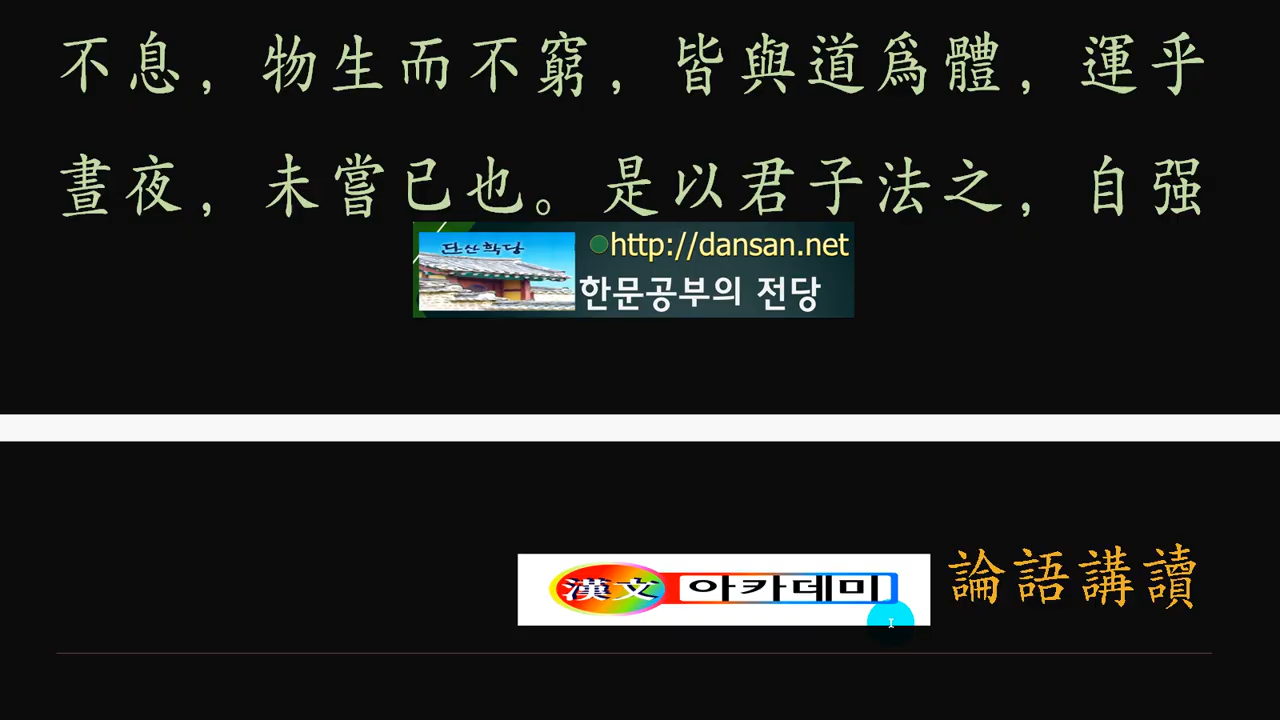 不息，物生而不窮，皆與道爲體，運乎
晝夜，未嘗已也。是以君子法之，自强
단산학당
http://dansan.net
한문공부의 전당
漢文 아카데미
論語講讀